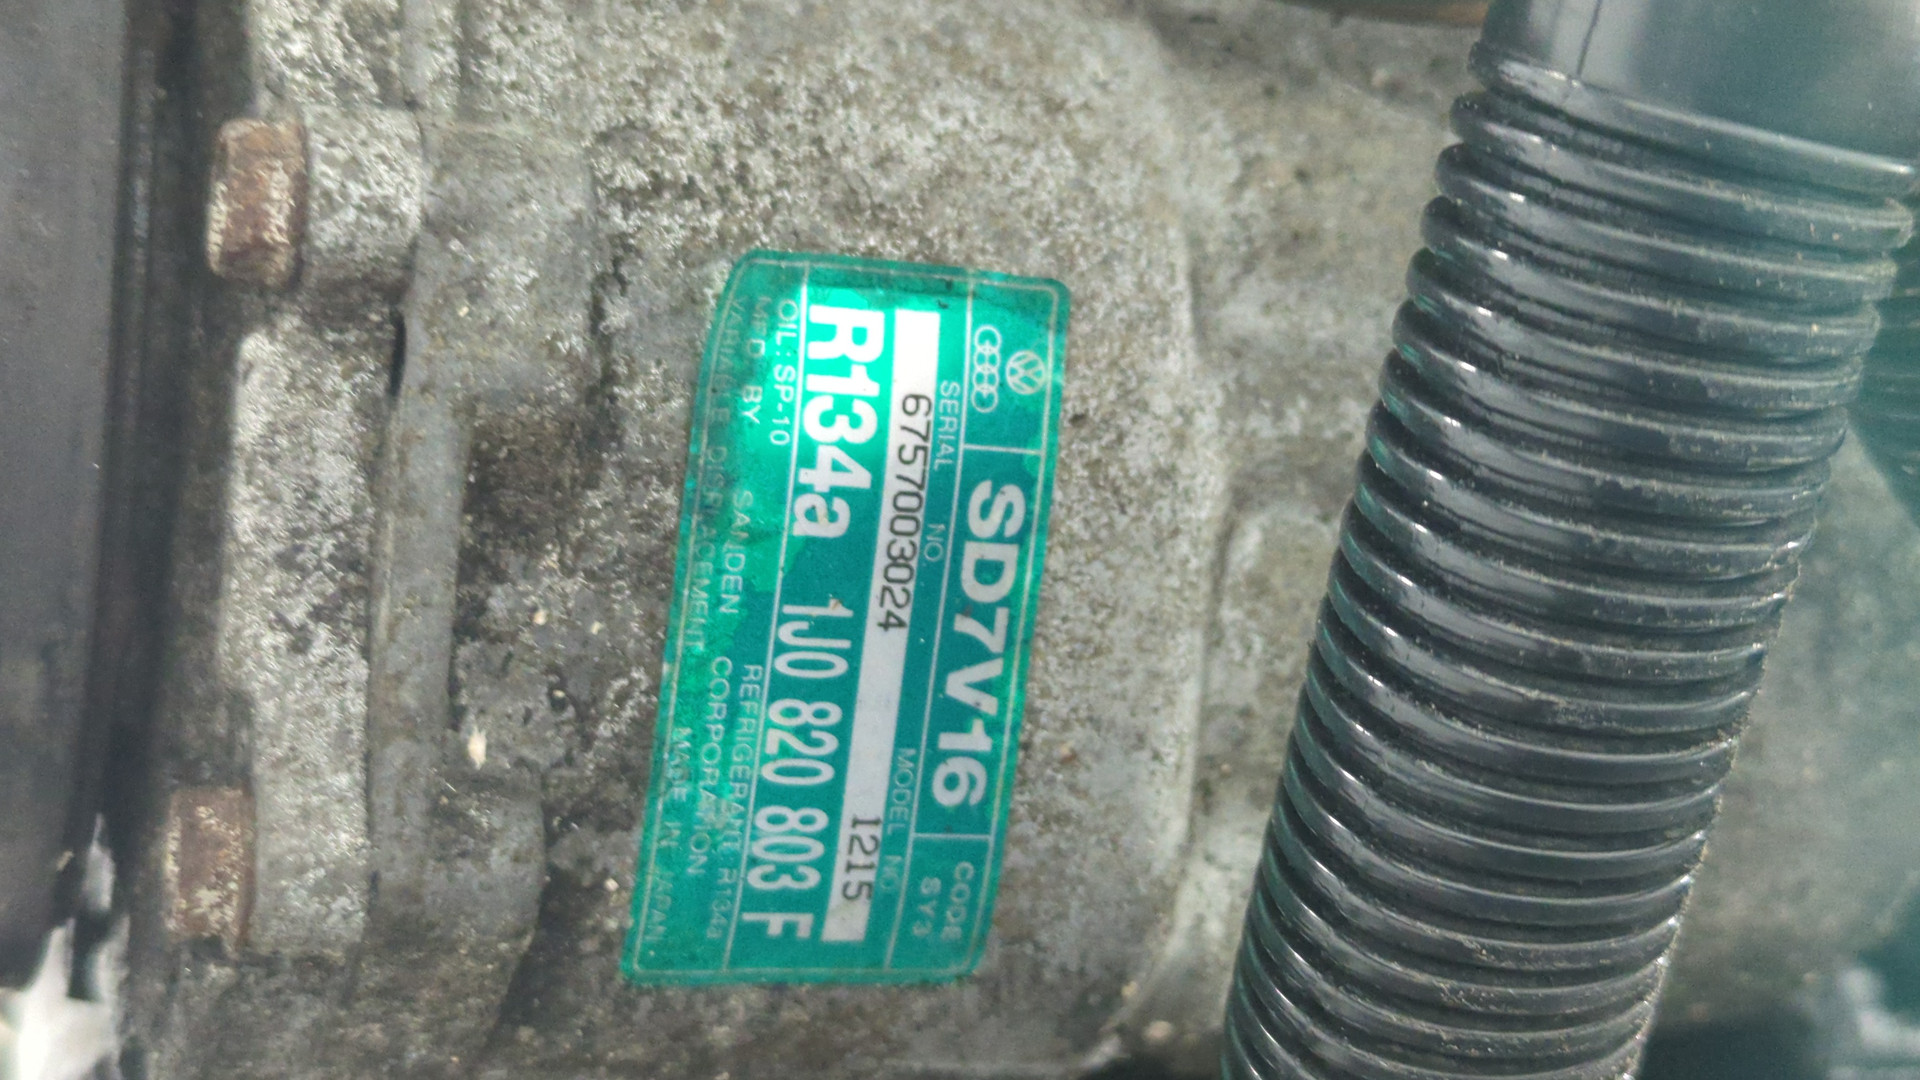 SD7V16
CODE
SY3
SERIAL NO.
MODEL NO.
6757003024
1215
R134a 1J0 820 803 F
OIL:SP-10
REFRIGERANT:R134a
MFD BY SANDEN CORPORATION
VARIABLE DISPLACEMENT
MADE IN JAPAN